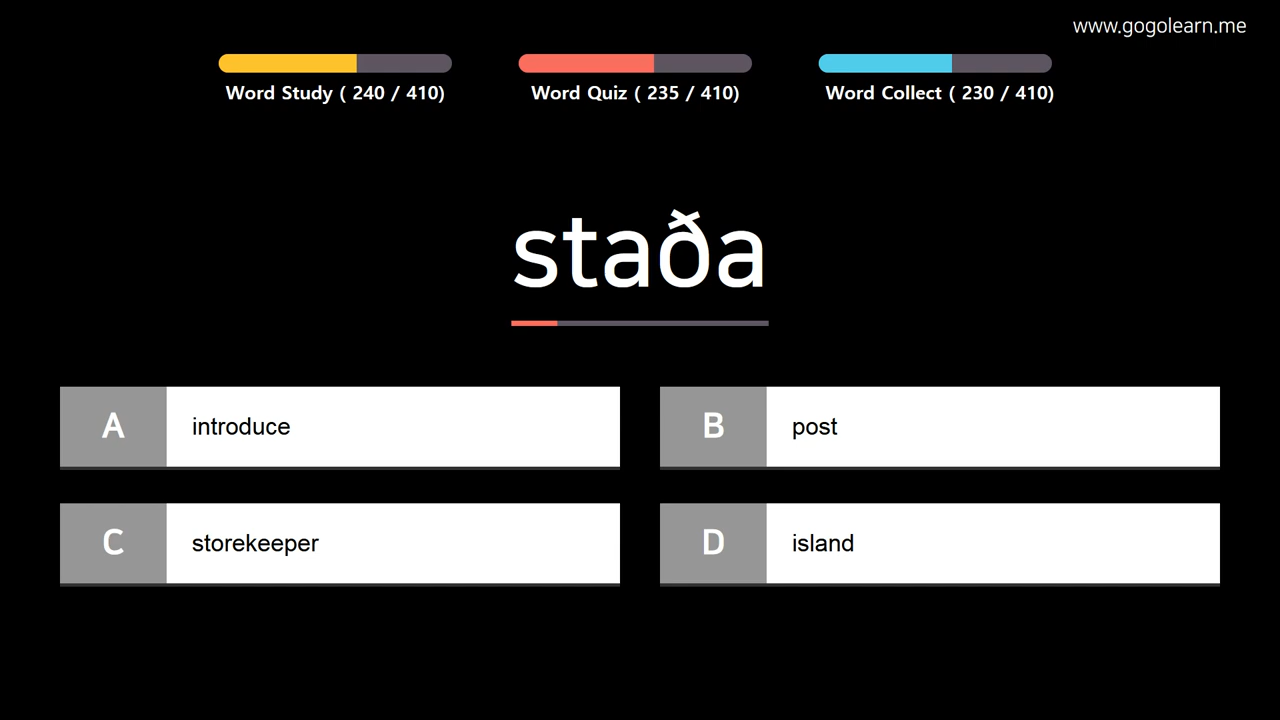 www.gogolearn.me
Word Study ( 240 / 410)
Word Quiz ( 235 / 410)
Word Collect ( 230 / 410)
staða
A introduce
B post
C storekeeper
D island